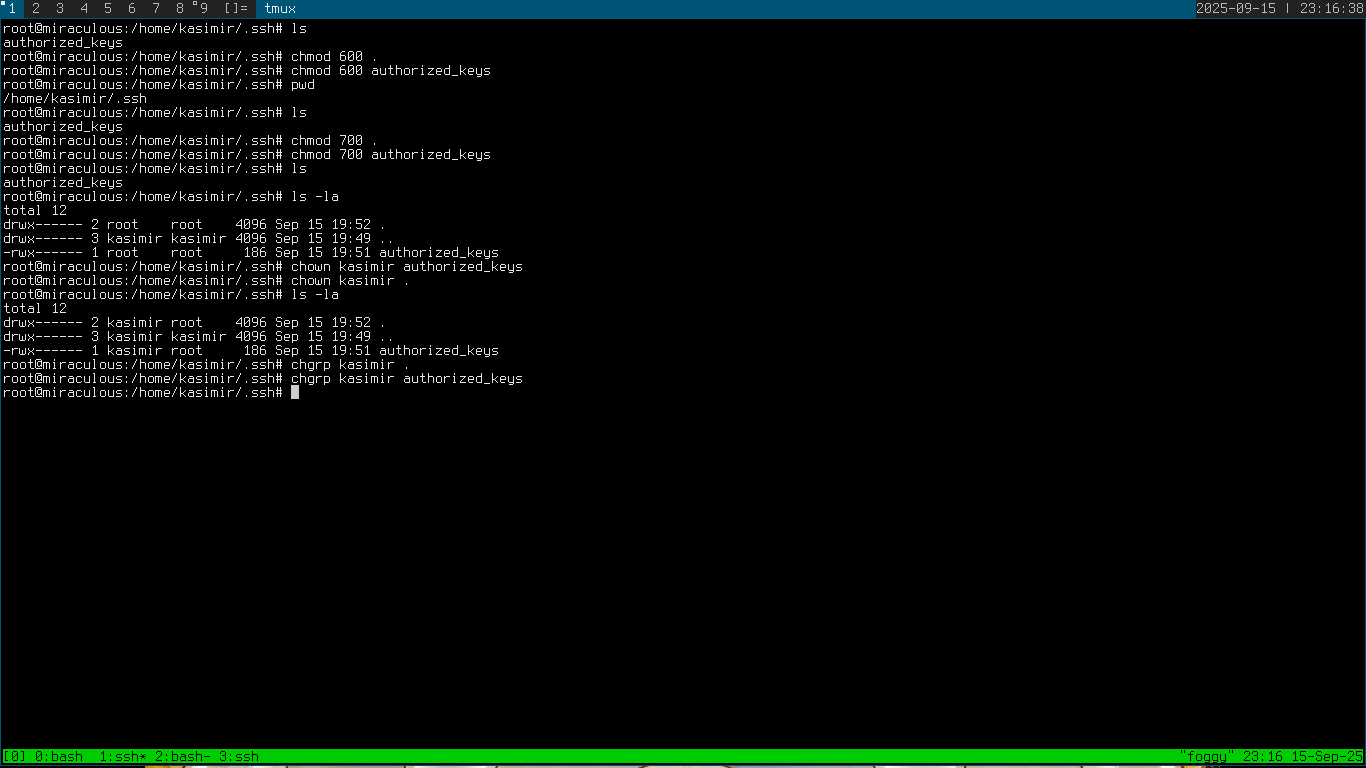 1 2 3 4 5 6 7 8 9 []= tmux 2025-09-15 | 23:16:38
root@miraculous:/home/kasimir/.ssh# ls
authorized_keys
root@miraculous:/home/kasimir/.ssh# chmod 600 .
root@miraculous:/home/kasimir/.ssh# chmod 600 authorized_keys
root@miraculous:/home/kasimir/.ssh# pwd
/home/kasimir/.ssh
root@miraculous:/home/kasimir/.ssh# ls
authorized_keys
root@miraculous:/home/kasimir/.ssh# chmod 700 .
root@miraculous:/home/kasimir/.ssh# chmod 700 authorized_keys
root@miraculous:/home/kasimir/.ssh# ls
authorized_keys
root@miraculous:/home/kasimir/.ssh# ls -la
total 12
drwx------ 2 root    root    4096 Sep 15 19:52 .
drwx------ 3 kasimir kasimir 4096 Sep 15 19:49 ..
-rwx------ 1 root    root     186 Sep 15 19:51 authorized_keys
root@miraculous:/home/kasimir/.ssh# chown kasimir authorized_keys
root@miraculous:/home/kasimir/.ssh# chown kasimir .
root@miraculous:/home/kasimir/.ssh# ls -la
total 12
drwx------ 2 kasimir root    4096 Sep 15 19:52 .
drwx------ 3 kasimir kasimir 4096 Sep 15 19:49 ..
-rwx------ 1 kasimir root     186 Sep 15 19:51 authorized_keys
root@miraculous:/home/kasimir/.ssh# chgrp kasimir .
root@miraculous:/home/kasimir/.ssh# chgrp kasimir authorized_keys
root@miraculous:/home/kasimir/.ssh#
[0] 0:bash  1:ssh* 2:bash- 3:ssh "foggy" 23:16 15-Sep-25